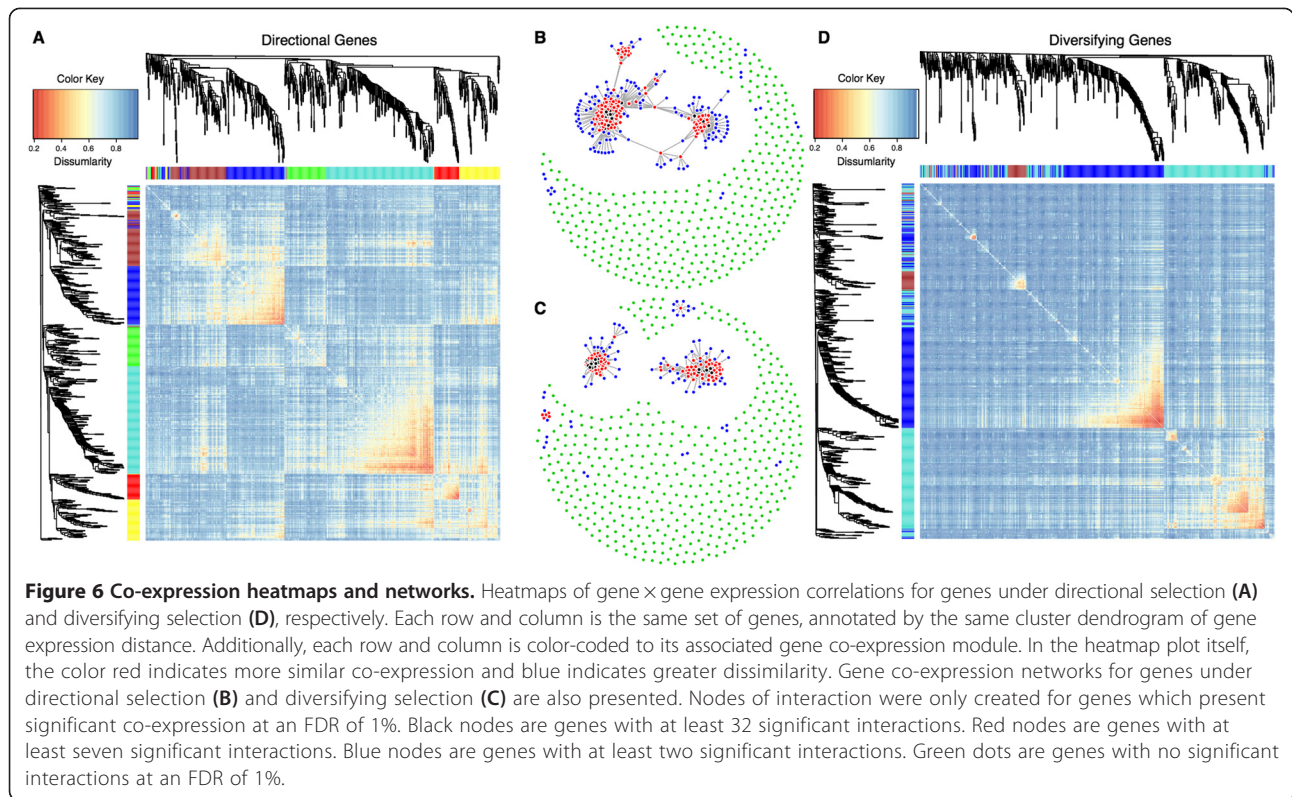 A
Directional Genes
Color Key
0.2 0.4 0.6 0.8
Dissumlarity
B
C
D
Diversifying Genes
Color Key
0.2 0.4 0.6 0.8
Dissumlarity
Figure 6 Co-expression heatmaps and networks. Heatmaps of gene × gene expression correlations for genes under directional selection (A)
and diversifying selection (D), respectively. Each row and column is the same set of genes, annotated by the same cluster dendrogram of gene
expression distance. Additionally, each row and column is color-coded to its associated gene co-expression module. In the heatmap plot itself,
the color red indicates more similar co-expression and blue indicates greater dissimilarity. Gene co-expression networks for genes under
directional selection (B) and diversifying selection (C) are also presented. Nodes of interaction were only created for genes which present
significant co-expression at an FDR of 1%. Black nodes are genes with at least 32 significant interactions. Red nodes are genes with at
least seven significant interactions. Blue nodes are genes with at least two significant interactions. Green dots are genes with no significant
interactions at an FDR of 1%.